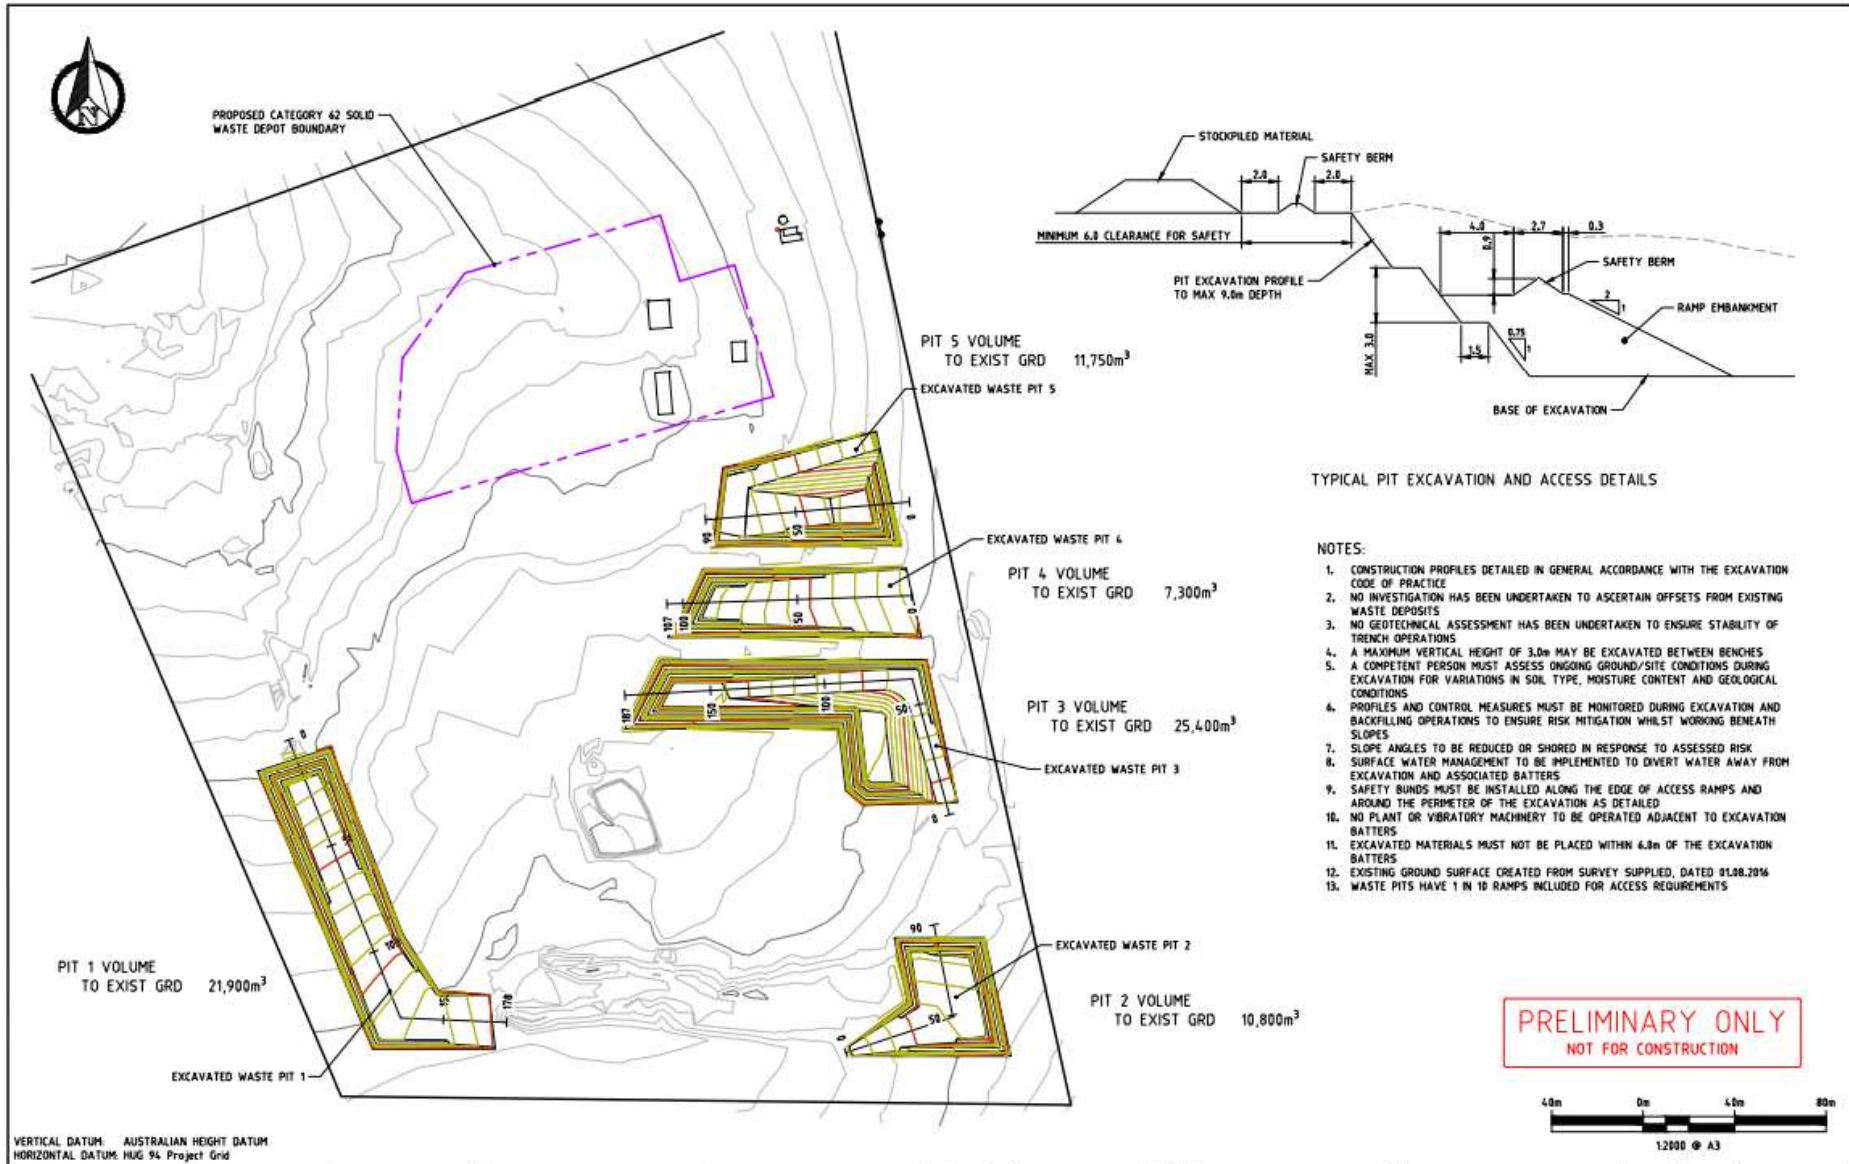 N
PROPOSED CATEGORY 62 SOLID
WASTE DEPOT BOUNDARY
STOCKPILED MATERIAL
SAFETY BERM
2.0
2.0
MINIMUM 6.0 CLEARANCE FOR SAFETY
4.0
2.7
0.3
0.9
SAFETY BERM
PIT EXCAVATION PROFILE
TO MAX 9.0m DEPTH
2
1
RAMP EMBANKMENT
MAX 3.0
0.75
1
1.5
BASE OF EXCAVATION
TYPICAL PIT EXCAVATION AND ACCESS DETAILS
PIT 5 VOLUME
TO EXIST GRD 11,750m³
EXCAVATED WASTE PIT 5
90
50
0
EXCAVATED WASTE PIT 4
PIT 4 VOLUME
TO EXIST GRD 7,300m³
107
100
50
0
PIT 3 VOLUME
TO EXIST GRD 25,400m³
187
150
100
50
0
EXCAVATED WASTE PIT 3
NOTES:
1. CONSTRUCTION PROFILES DETAILED IN GENERAL ACCORDANCE WITH THE EXCAVATION
CODE OF PRACTICE
2. NO INVESTIGATION HAS BEEN UNDERTAKEN TO ASCERTAIN OFFSETS FROM EXISTING
WASTE DEPOSITS
3. NO GEOTECHNICAL ASSESSMENT HAS BEEN UNDERTAKEN TO ENSURE STABILITY OF
TRENCH OPERATIONS
4. A MAXIMUM VERTICAL HEIGHT OF 3.0m MAY BE EXCAVATED BETWEEN BENCHES
5. A COMPETENT PERSON MUST ASSESS ONGOING GROUND/SITE CONDITIONS DURING
EXCAVATION FOR VARIATIONS IN SOIL TYPE, MOISTURE CONTENT AND GEOLOGICAL
CONDITIONS
6. PROFILES AND CONTROL MEASURES MUST BE MONITORED DURING EXCAVATION AND
BACKFILLING OPERATIONS TO ENSURE RISK MITIGATION WHILST WORKING BENEATH
SLOPES
7. SLOPE ANGLES TO BE REDUCED OR SHORED IN RESPONSE TO ASSESSED RISK
8. SURFACE WATER MANAGEMENT TO BE IMPLEMENTED TO DIVERT WATER AWAY FROM
EXCAVATION AND ASSOCIATED BATTERS
9. SAFETY BUNDS MUST BE INSTALLED ALONG THE EDGE OF ACCESS RAMPS AND
AROUND THE PERIMETER OF THE EXCAVATION AS DETAILED
10. NO PLANT OR VIBRATORY MACHINERY TO BE OPERATED ADJACENT TO EXCAVATION
BATTERS
11. EXCAVATED MATERIALS MUST NOT BE PLACED WITHIN 6.0m OF THE EXCAVATION
BATTERS
12. EXISTING GROUND SURFACE CREATED FROM SURVEY SUPPLIED, DATED 01.08.2016
13. WASTE PITS HAVE 1 IN 10 RAMPS INCLUDED FOR ACCESS REQUIREMENTS
0
178
PIT 1 VOLUME
TO EXIST GRD 21,900m³
EXCAVATED WASTE PIT 1
90
50
0
EXCAVATED WASTE PIT 2
PIT 2 VOLUME
TO EXIST GRD 10,800m³
PRELIMINARY ONLY
NOT FOR CONSTRUCTION
40m 0m 40m 80m
1:2000 @ A3
VERTICAL DATUM: AUSTRALIAN HEIGHT DATUM
HORIZONTAL DATUM: HUG 94 Project Grid